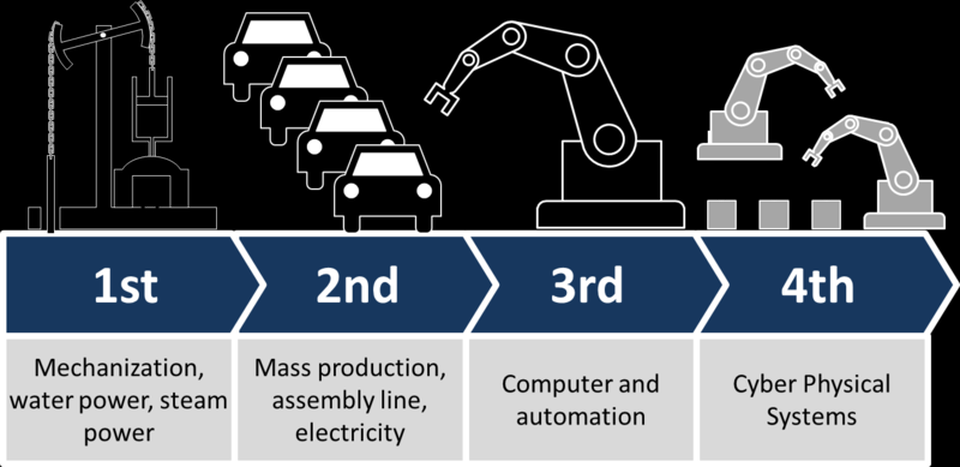 1st
2nd
3rd
4th
Mechanization,
water power, steam
power
Mass production,
assembly line,
electricity
Computer and
automation
Cyber Physical
Systems